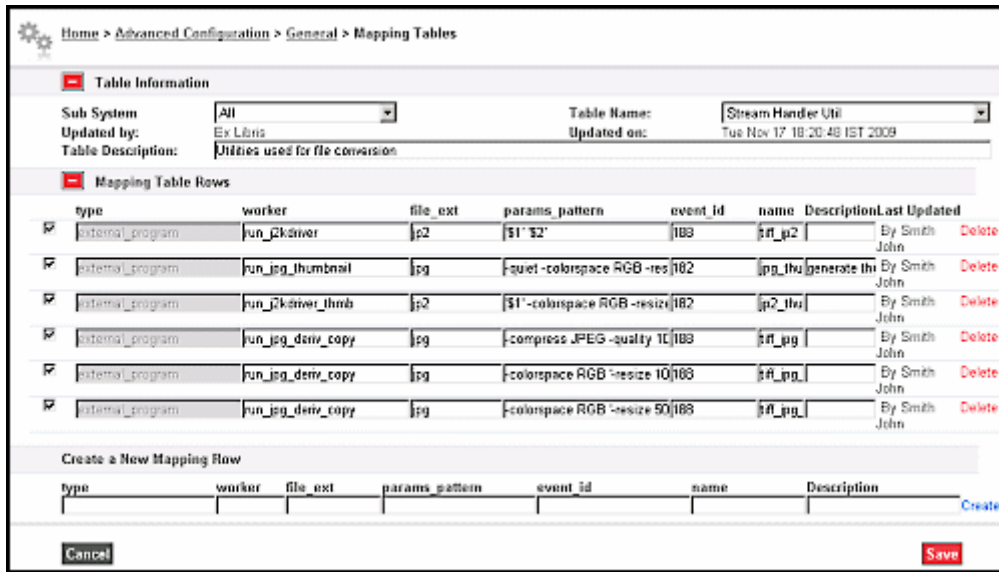 Home > Advanced Configuration > General > Mapping Tables
Table Information
Sub System All Table Name: Stream Hander Util
Updated by: Ex Libris Updated on: Tue Nov 17 18:20:48 IST 2009
Table Description: Utilities used for file conversion
Mapping Table Rows
type worker file_ext params_pattern event_id name Description Last Updated
external_program run_j2kdriver jp2 '$1' '$2' 188 tiff_jp2 By Smith John Delete
external_program run_jpg_thumbnail jpg -quiet -colorspace RGB -res 182 jpg_thu generate thi By Smith John Delete
external_program run_j2kdriver_thmb jp2 '$1' -colorspace RGB -resize 182 jp2_thu By Smith John Delete
external_program run_jpg_deriv_copy jpg -compress JPEG -quality 10 188 tiff_jpg By Smith John Delete
external_program run_jpg_deriv_copy jpg -colorspace RGB '-resize 10 188 tiff_jpg_ By Smith John Delete
external_program run_jpg_deriv_copy jpg -colorspace RGB '-resize 50 188 tiff_jpg_ By Smith John Delete
Create a New Mapping Row
type worker file_ext params_pattern event_id name Description
Create
Cancel Save